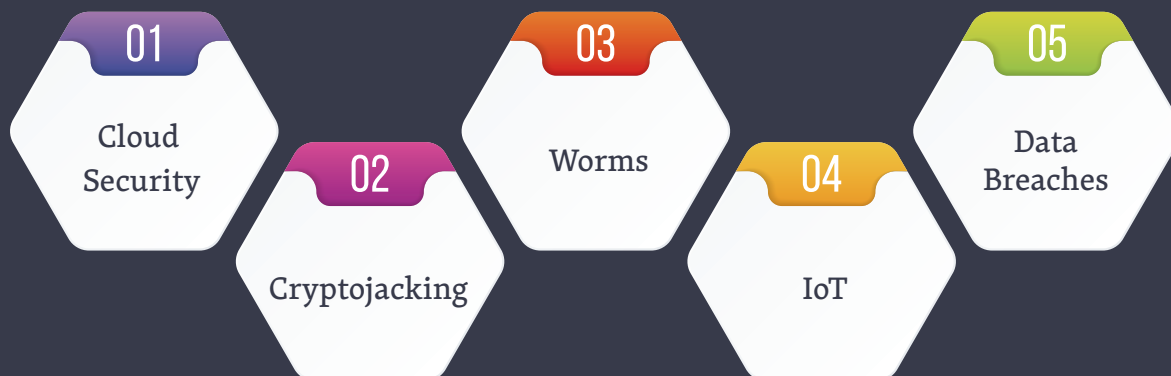 01
Cloud
Security
02
Cryptojacking
03
Worms
04
IoT
05
Data
Breaches